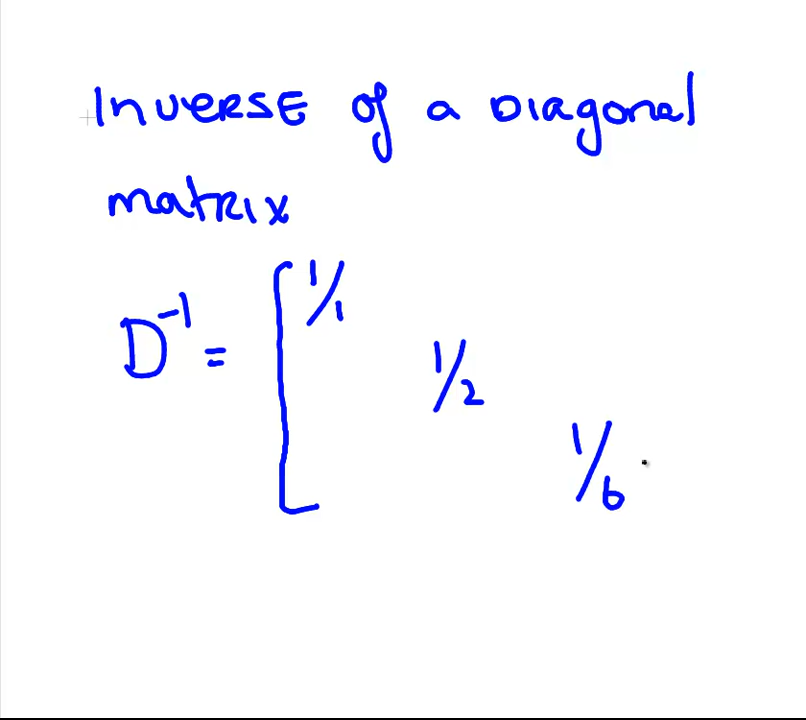 INVERSE of a Diagonal
matrix
D⁻¹ = [ 1/1
1/2
1/6